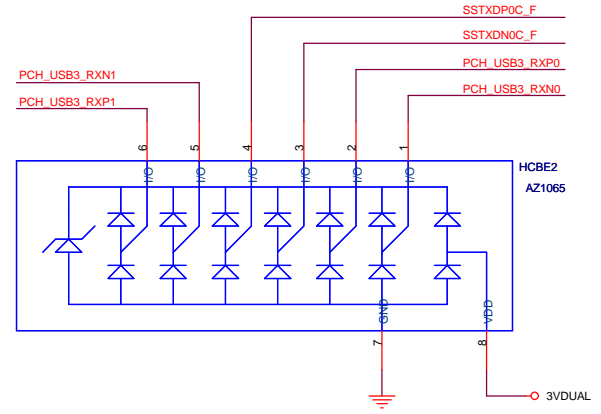 SSTXDP0C_F
SSTXDN0C_F
PCH_USB3_RXP0
PCH_USB3_RXN1
PCH_USB3_RXN0
PCH_USB3_RXP1
6
5
4
3
2
1
I/O
I/O
I/O
I/O
I/O
I/O
HCBE2
AZ1065
GND
VDD
7
8
3VDUAL